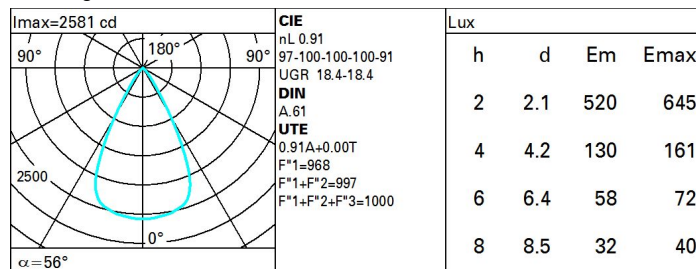 Imax=2581 cd
90° 180° 90°
2500
0°
α=56°
CIE
nL 0.91
97-100-100-100-91
UGR 18.4-18.4
DIN
A.61
UTE
0.91A+0.00T
F"1=968
F"1+F"2=997
F"1+F"2+F"3=1000
Lux
h d Em Emax
2 2.1 520 645
4 4.2 130 161
6 6.4 58 72
8 8.5 32 40